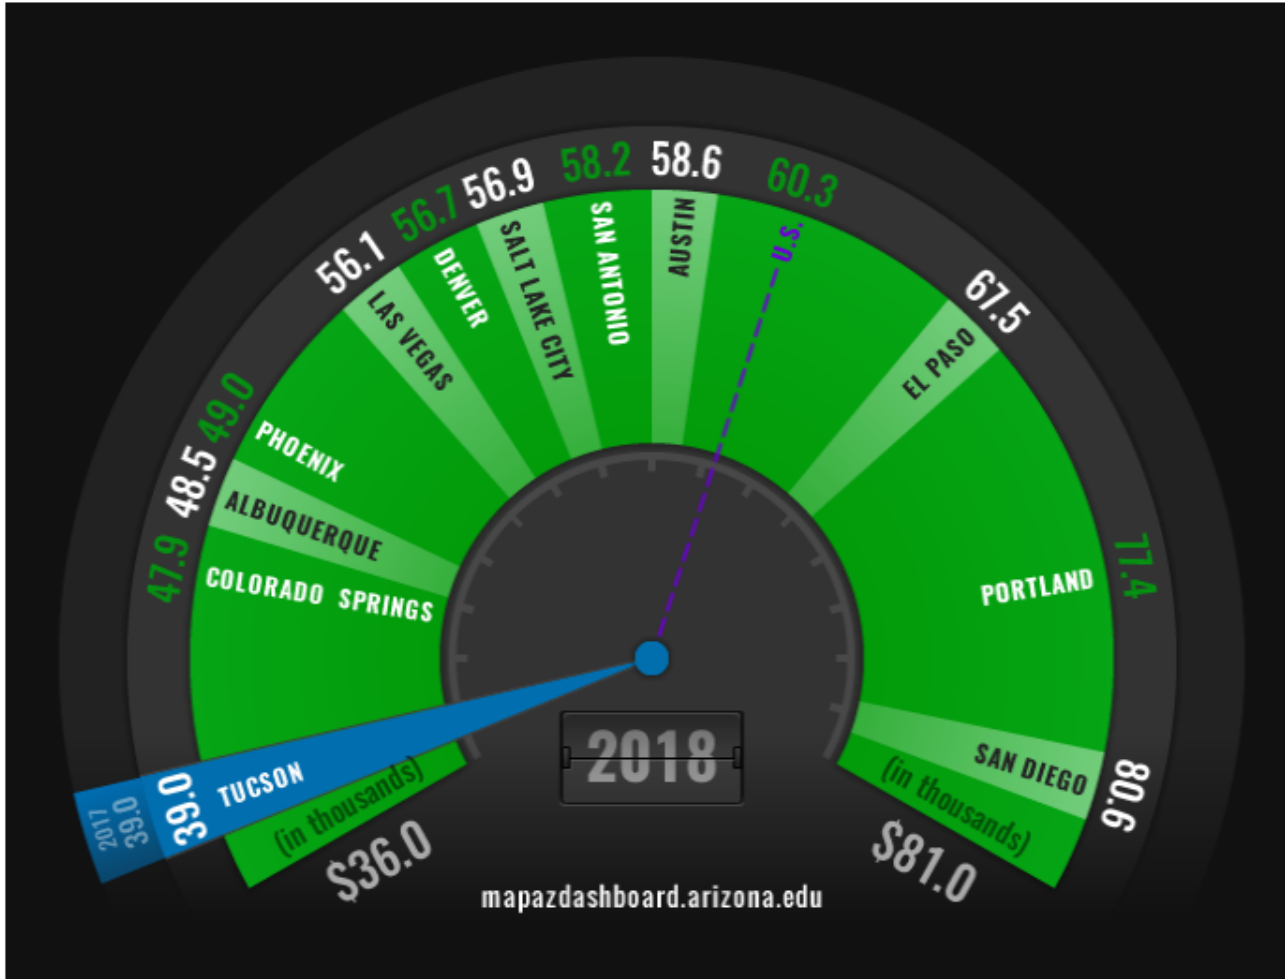 2017
39.0
39.0
TUCSON
47.9
COLORADO SPRINGS
48.5
ALBUQUERQUE
49.0
PHOENIX
56.1
LAS VEGAS
56.7
DENVER
56.9
SALT LAKE CITY
58.2
SAN ANTONIO
58.6
AUSTIN
60.3
U.S.
67.5
EL PASO
77.4
PORTLAND
80.6
SAN DIEGO
2018
(in thousands)
$36.0
(in thousands)
$81.0
mapazdashboard.arizona.edu